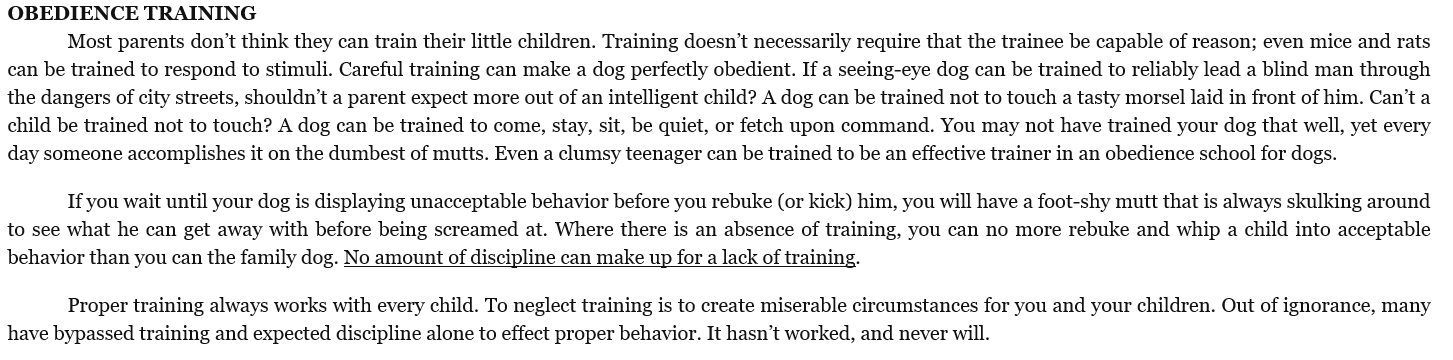 OBEDIENCE TRAINING
Most parents don’t think they can train their little children. Training doesn’t necessarily require that the trainee be capable of reason; even mice and rats
can be trained to respond to stimuli. Careful training can make a dog perfectly obedient. If a seeing-eye dog can be trained to reliably lead a blind man through
the dangers of city streets, shouldn’t a parent expect more out of an intelligent child? A dog can be trained not to touch a tasty morsel laid in front of him. Can’t a
child be trained not to touch? A dog can be trained to come, stay, sit, be quiet, or fetch upon command. You may not have trained your dog that well, yet every
day someone accomplishes it on the dumbest of mutts. Even a clumsy teenager can be trained to be an effective trainer in an obedience school for dogs.
If you wait until your dog is displaying unacceptable behavior before you rebuke (or kick) him, you will have a foot-shy mutt that is always skulking around
to see what he can get away with before being screamed at. Where there is an absence of training, you can no more rebuke and whip a child into acceptable
behavior than you can the family dog. No amount of discipline can make up for a lack of training.
Proper training always works with every child. To neglect training is to create miserable circumstances for you and your children. Out of ignorance, many
have bypassed training and expected discipline alone to effect proper behavior. It hasn’t worked, and never will.